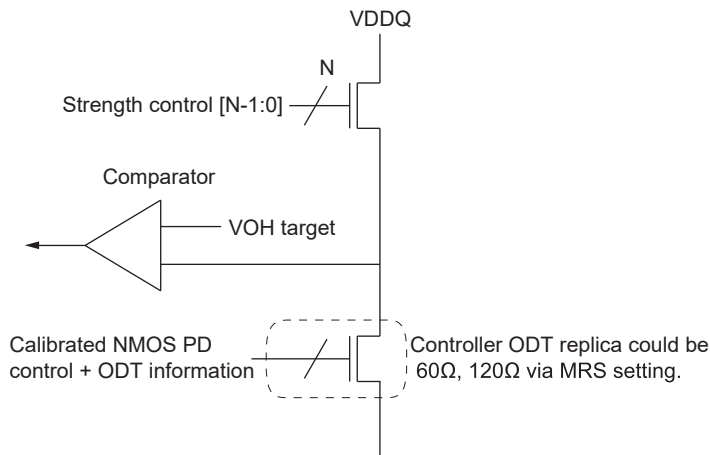 VDDQ
N
Strength control [N-1:0]
Comparator
VOH target
Calibrated NMOS PD
control + ODT information
Controller ODT replica could be
60Ω, 120Ω via MRS setting.